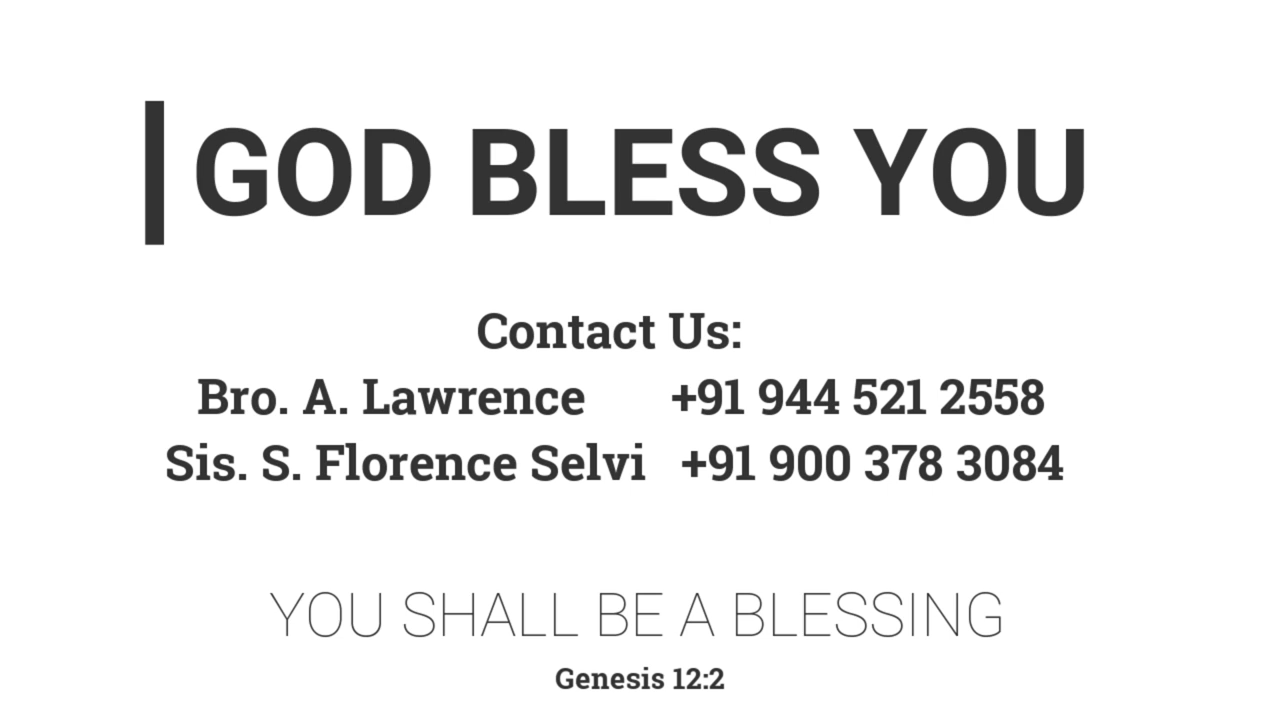 GOD BLESS YOU
Contact Us:
Bro. A. Lawrence +91 944 521 2558
Sis. S. Florence Selvi +91 900 378 3084
YOU SHALL BE A BLESSING
Genesis 12:2